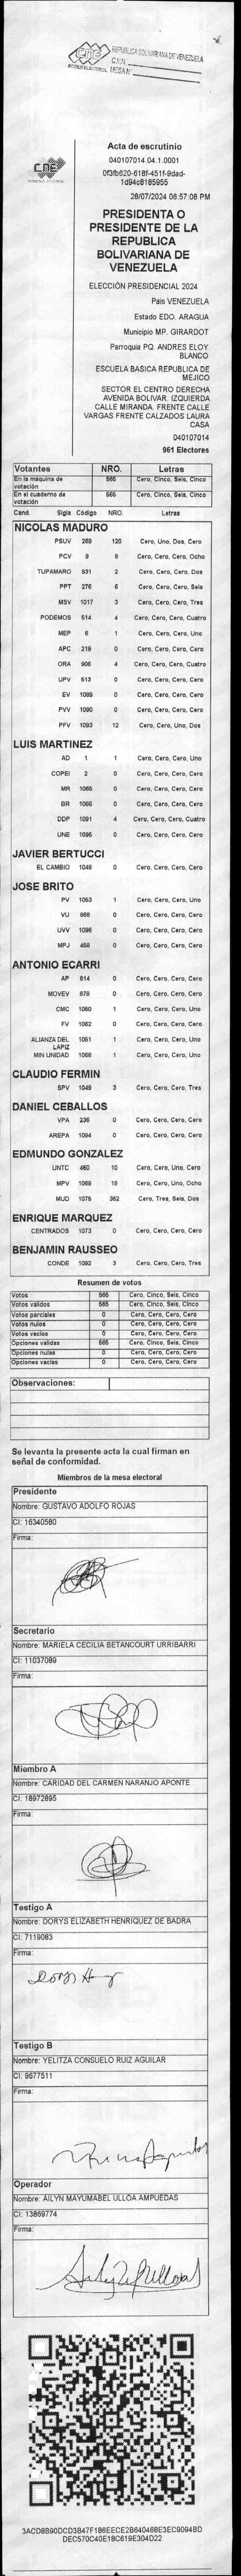 CNE
REPUBLICA BOLIVARIANA DE VENEZUELA
PODER ELECTORAL
MESA Nº
CNE
Acta de escrutinio
040107014.04.1.0001
0f3fb620-618f-451f-9dad-
1d94c8185955
28/07/2024 06:57:08 PM
PRESIDENTA O
PRESIDENTE DE LA
REPUBLICA
BOLIVARIANA DE
VENEZUELA
ELECCIÓN PRESIDENCIAL 2024
País VENEZUELA
Estado EDO. ARAGUA
Municipio MP. GIRARDOT
Parroquia PQ. ANDRES ELOY
BLANCO
ESCUELA BASICA REPUBLICA DE
MEJICO
SECTOR EL CENTRO DERECHA
AVENIDA BOLIVAR. IZQUIERDA
CALLE MIRANDA. FRENTE CALLE
VARGAS FRENTE CALZADOS LAURA
CASA
040107014
961 Electores
Votantes NRO. Letras
En la máquina de votación 565 Cero, Cinco, Seis, Cinco
En el cuaderno de votación 565 Cero, Cinco, Seis, Cinco
Cand. Sigla Código NRO. Letras
NICOLAS MADURO
PSUV 269 120 Cero, Uno, Dos, Cero
PCV 9 8 Cero, Cero, Cero, Ocho
TUPAMARO 931 2 Cero, Cero, Cero, Dos
PPT 276 6 Cero, Cero, Cero, Seis
MSV 1017 3 Cero, Cero, Cero, Tres
PODEMOS 514 4 Cero, Cero, Cero, Cuatro
MEP 6 1 Cero, Cero, Cero, Uno
APC 219 0 Cero, Cero, Cero, Cero
ORA 906 4 Cero, Cero, Cero, Cuatro
UPV 513 0 Cero, Cero, Cero, Cero
EV 1089 0 Cero, Cero, Cero, Cero
PVV 1090 0 Cero, Cero, Cero, Cero
PFV 1093 12 Cero, Cero, Uno, Dos
LUIS MARTINEZ
AD 1 1 Cero, Cero, Cero, Uno
COPEI 2 0 Cero, Cero, Cero, Cero
MR 1065 0 Cero, Cero, Cero, Cero
BR 1066 0 Cero, Cero, Cero, Cero
DDP 1091 4 Cero, Cero, Cero, Cuatro
UNE 1095 0 Cero, Cero, Cero, Cero
JAVIER BERTUCCI
EL CAMBIO 1048 0 Cero, Cero, Cero, Cero
JOSE BRITO
PV 1053 1 Cero, Cero, Cero, Uno
VU 868 0 Cero, Cero, Cero, Cero
UVV 1096 0 Cero, Cero, Cero, Cero
MPJ 458 0 Cero, Cero, Cero, Cero
ANTONIO ECARRI
AP 814 0 Cero, Cero, Cero, Cero
MOVEV 878 0 Cero, Cero, Cero, Cero
CMC 1050 1 Cero, Cero, Cero, Uno
FV 1062 0 Cero, Cero, Cero, Cero
ALIANZA DEL LAPIZ 1051 1 Cero, Cero, Cero, Uno
MIN UNIDAD 1068 1 Cero, Cero, Cero, Uno
CLAUDIO FERMIN
SPV 1049 3 Cero, Cero, Cero, Tres
DANIEL CEBALLOS
VPA 236 0 Cero, Cero, Cero, Cero
AREPA 1094 0 Cero, Cero, Cero, Cero
EDMUNDO GONZALEZ
UNTC 460 10 Cero, Cero, Uno, Cero
MPV 1069 18 Cero, Cero, Uno, Ocho
MUD 1075 362 Cero, Tres, Seis, Dos
ENRIQUE MARQUEZ
CENTRADOS 1073 0 Cero, Cero, Cero, Cero
BENJAMIN RAUSSEO
CONDE 1092 3 Cero, Cero, Cero, Tres
Resumen de votos
Votos 565 Cero, Cinco, Seis, Cinco
Votos validos 565 Cero, Cinco, Seis, Cinco
Votos parciales 0 Cero, Cero, Cero, Cero
Votos nulos 0 Cero, Cero, Cero, Cero
Votos vacios 0 Cero, Cero, Cero, Cero
Opciones validas 565 Cero, Cinco, Seis, Cinco
Opciones nulas 0 Cero, Cero, Cero, Cero
Opciones vacías 0 Cero, Cero, Cero, Cero
Observaciones:
Se levanta la presente acta la cual firman en
señal de conformidad.
Miembros de la mesa electoral
Presidente
Nombre: GUSTAVO ADOLFO ROJAS
CI: 16340580
Firma:
Secretario
Nombre: MARIELA CECILIA BETANCOURT URRIBARRI
CI: 11037089
Firma:
Miembro A
Nombre: CARIDAD DEL CARMEN NARANJO APONTE
CI: 18972895
Firma:
Testigo A
Nombre: DORYS ELIZABETH HENRIQUEZ DE BADRA
CI: 7119083
Firma:
Dorys H
Testigo B
Nombre: YELITZA CONSUELO RUIZ AGUILAR
CI: 9677511
Firma:
Operador
Nombre: AILYN MAYUMABEL ULLOA AMPUEDAS
CI: 13869774
Firma:
3ACD8B90DCD3B47F1B6EECE2B640468E3EC9094BD
DEC570C40E18C619E304D22